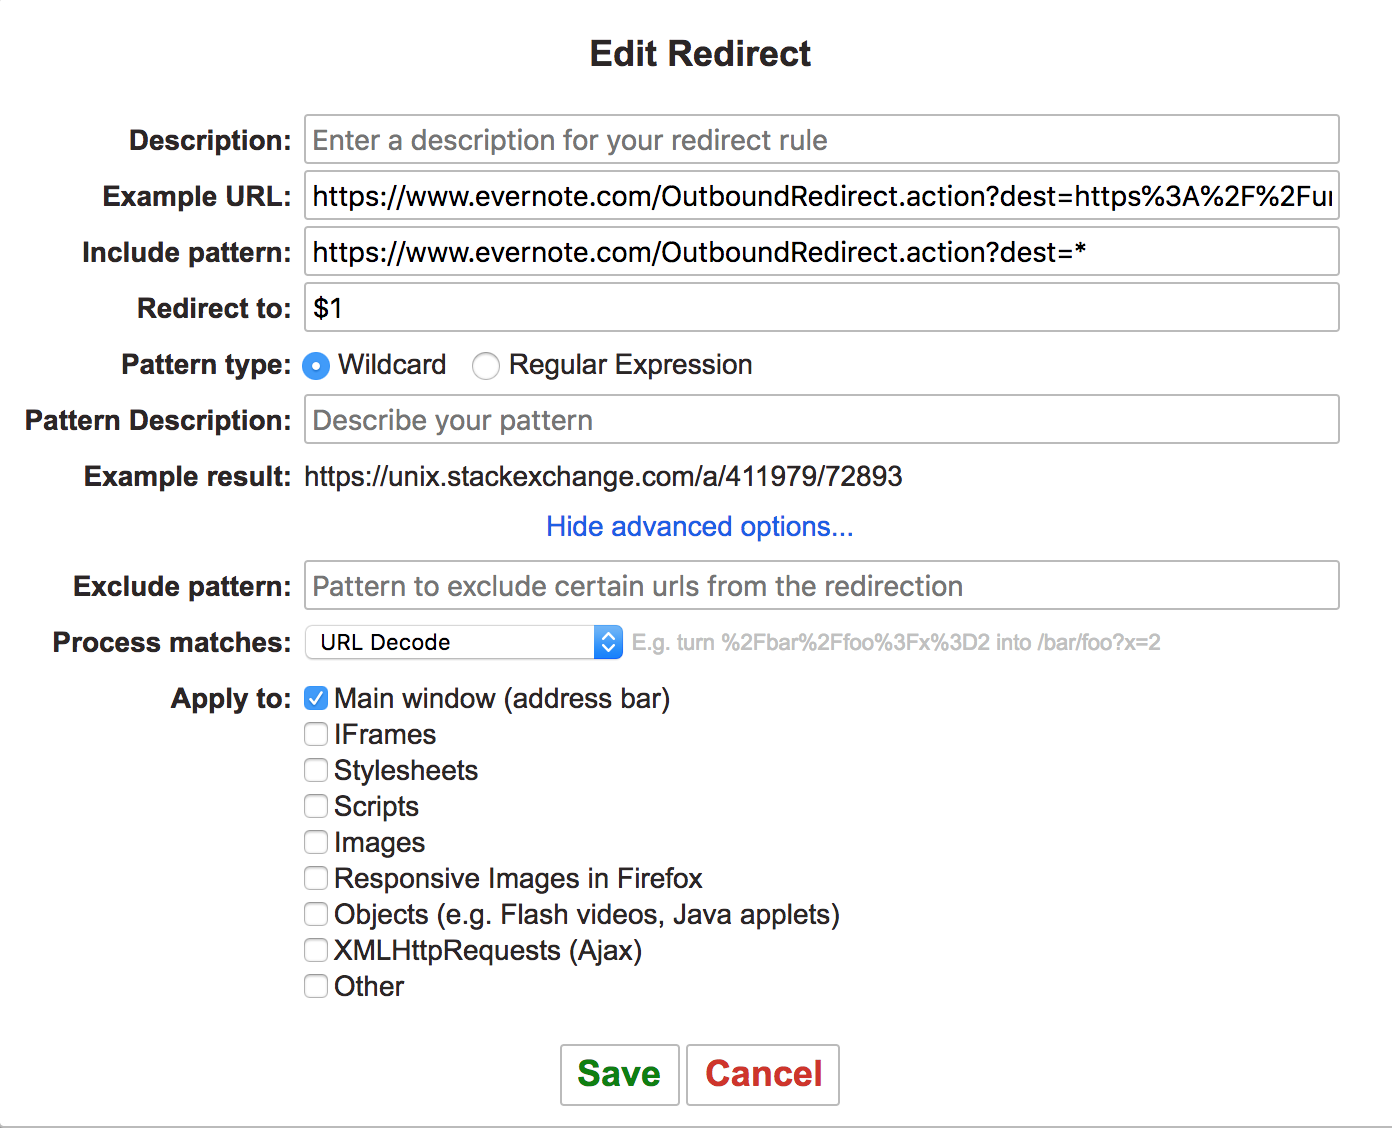 Edit Redirect
Description: Enter a description for your redirect rule
Example URL: https://www.evernote.com/OutboundRedirect.action?dest=https%3A%2F%2Fu
Include pattern: https://www.evernote.com/OutboundRedirect.action?dest=*
Redirect to: $1
Pattern type: Wildcard Regular Expression
Pattern Description: Describe your pattern
Example result: https://unix.stackexchange.com/a/411979/72893
Hide advanced options...
Exclude pattern: Pattern to exclude certain urls from the redirection
Process matches: URL Decode E.g. turn %2Fbar%2Ffoo%3Fx%3D2 into /bar/foo?x=2
Apply to: Main window (address bar)
IFrames
Stylesheets
Scripts
Images
Responsive Images in Firefox
Objects (e.g. Flash videos, Java applets)
XMLHttpRequests (Ajax)
Other
Save Cancel